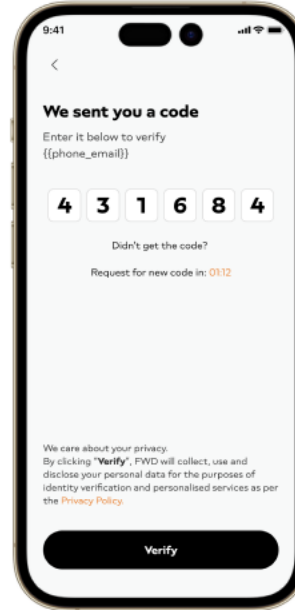 9:41
We sent you a code
Enter it below to verify
{{phone_email}}
4 3 1 6 8 4
Didn't get the code?
Request for new code in: 01:12
We care about your privacy.
By clicking "Verify", FWD will collect, use and
disclose your personal data for the purposes of
identity verification and personalised services as per
the Privacy Policy.
Verify